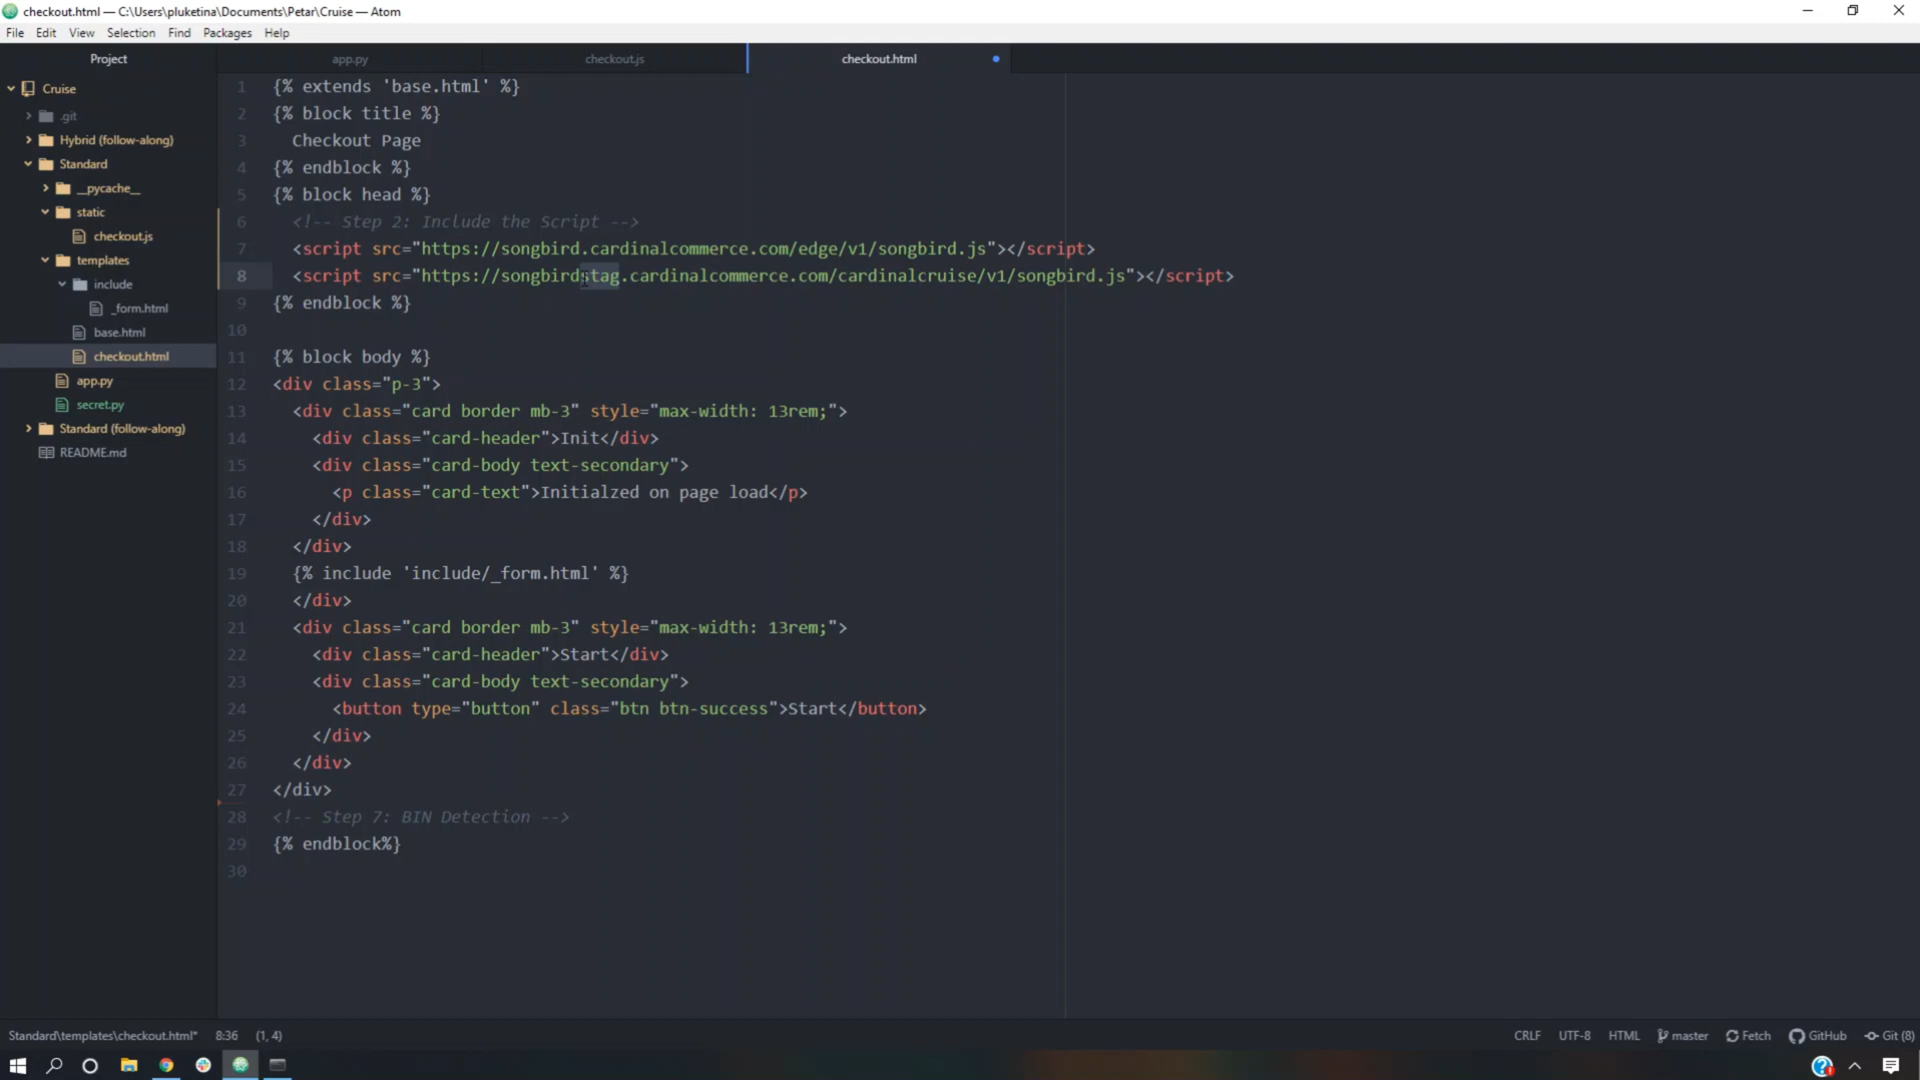 checkout.html — C:\Users\pluketina\Documents\Petar\Cruise — Atom
File Edit View Selection Find Packages Help
Project
app.py
checkout.js
checkout.html
Cruise
.git
Hybrid (follow-along)
Standard
__pycache__
static
checkout.js
templates
include
_form.html
base.html
checkout.html
app.py
secret.py
Standard (follow-along)
README.md
1 {% extends 'base.html' %}
2 {% block title %}
3 Checkout Page
4 {% endblock %}
5 {% block head %}
6 <!-- Step 2: Include the Script -->
7 <script src="https://songbird.cardinalcommerce.com/edge/v1/songbird.js"></script>
8 <script src="https://songbirdstag.cardinalcommerce.com/cardinalcruise/v1/songbird.js"></script>
9 {% endblock %}
10
11 {% block body %}
12 <div class="p-3">
13 <div class="card border mb-3" style="max-width: 13rem;">
14 <div class="card-header">Init</div>
15 <div class="card-body text-secondary">
16 <p class="card-text">Initialzed on page load</p>
17 </div>
18 </div>
19 {% include 'include/_form.html' %}
20 </div>
21 <div class="card border mb-3" style="max-width: 13rem;">
22 <div class="card-header">Start</div>
23 <div class="card-body text-secondary">
24 <button type="button" class="btn btn-success">Start</button>
25 </div>
26 </div>
27 </div>
28 <!-- Step 7: BIN Detection -->
29 {% endblock%}
30
Standard\templates\checkout.html* 8:36 (1, 4)
CRLF UTF-8 HTML master Fetch GitHub Git (8)